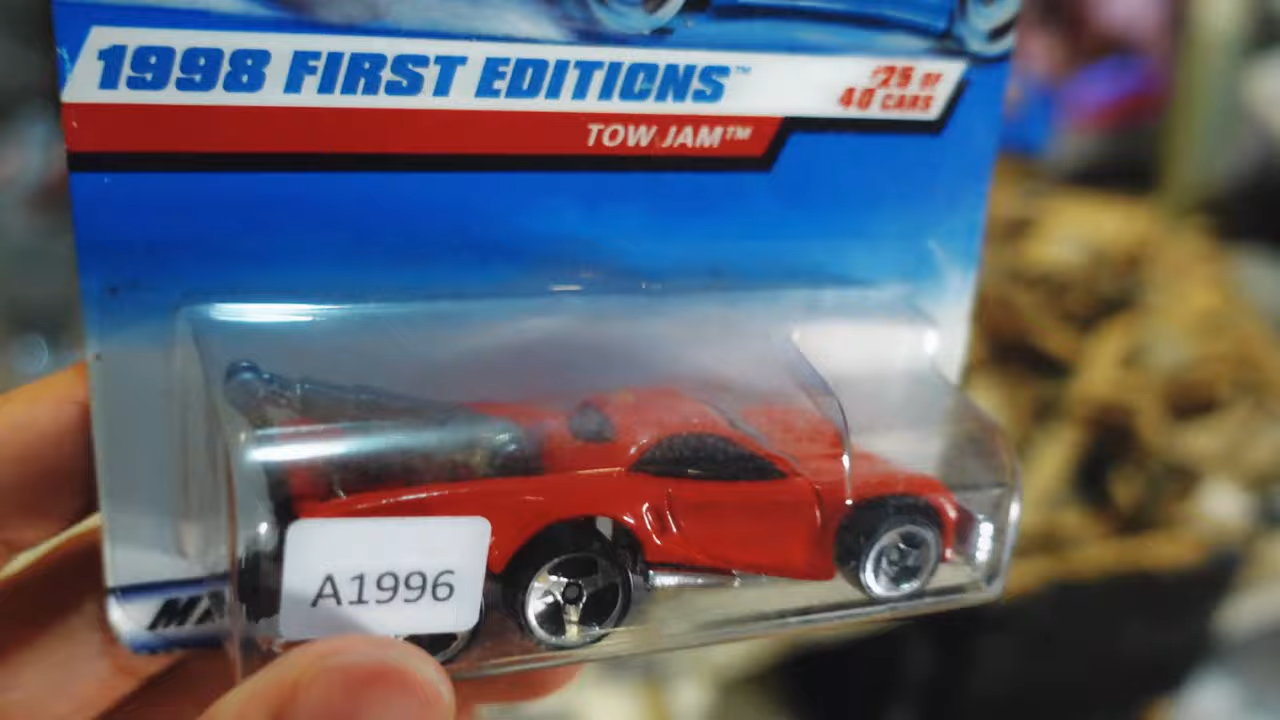 1998 FIRST EDITIONS™
#25 OF
40 CARS
TOW JAM™
A1996